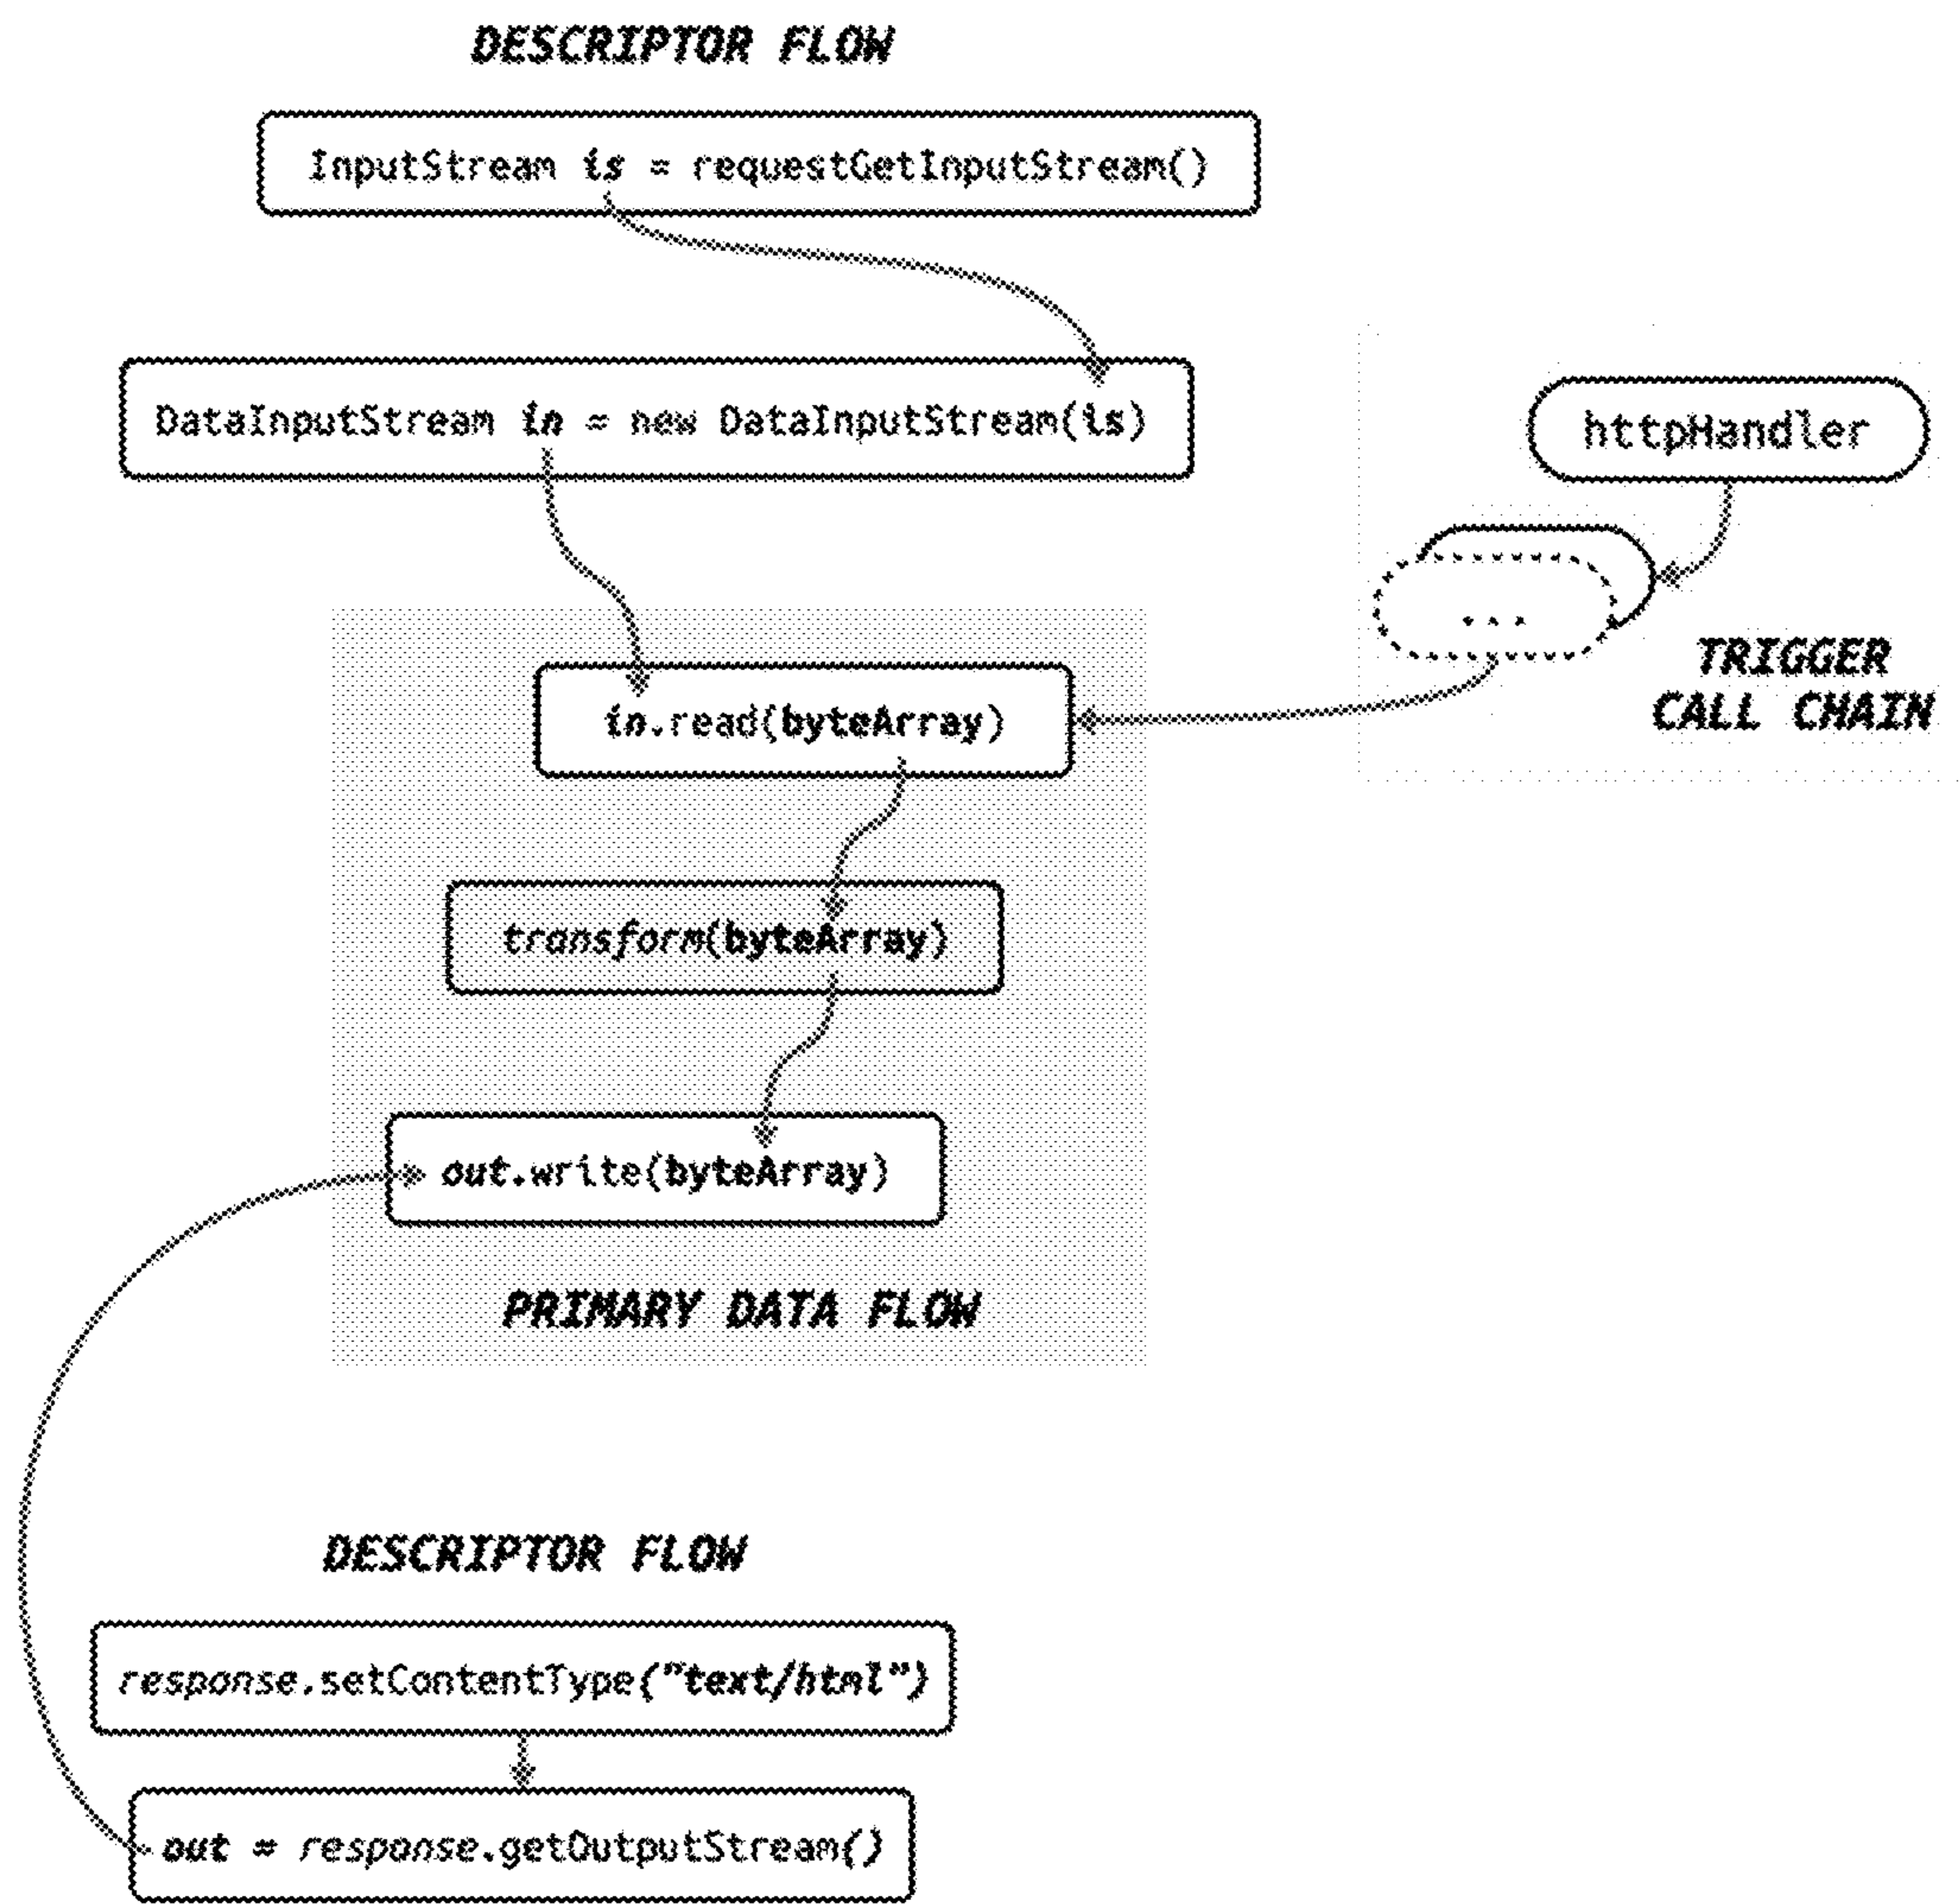 DESCRIPTOR FLOW
InputStream is = requestGetInputStream()
DataInputStream in = new DataInputStream(is)
httpHandler
...
TRIGGER
CALL CHAIN
in.read(byteArray)
transform(byteArray)
out.write(byteArray)
PRIMARY DATA FLOW
DESCRIPTOR FLOW
response.setContentType("text/html")
out = response.getOutputStream()